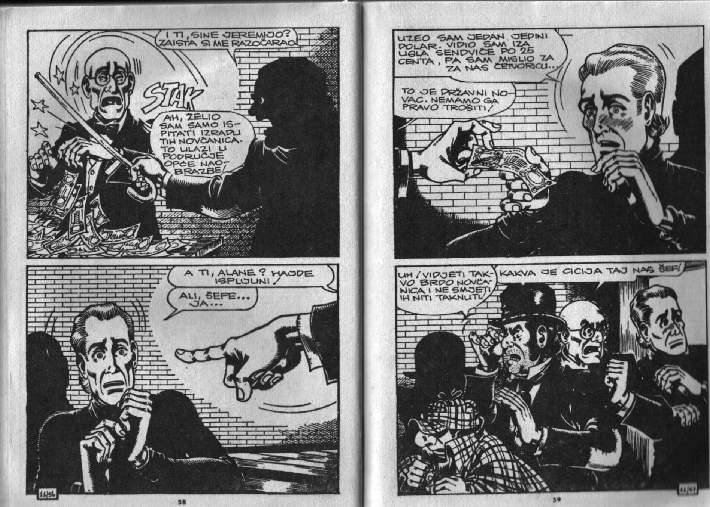 I TI, SINE JEREMIJO?
ZAISTA SI ME RAZOČARAO.
STAK
AH, ŽELIO
SAM SAMO IS-
PITATI IZRADU
TIH NOVČANICA.
TO ULAZI U
PODRUČJE
OPĆE NAO-
BRAZBE!
A TI, ALANE? HAJDE
ISPLJUNI!
ALI, ŠEFE...
JA...
11/56
58
UZEO SAM JEDAN JEDINI
DOLAR. VIDIO SAM IZA
UGLA SENDVIČE PO 25
CENTA, PA SAM MISLIO ZA
ZA NAS ČETVORICU...
TO JE DRŽAVNI NO-
VAC. NEMAMO GA
PRAVO TROŠITI!
UH! VIDJETI TAK-
VO BRDO NOVČA-
NICA I NE SMJETI
IH NITI TAKNUTI.
KAKVA JE CICIJA TAJ NAŠ ŠEF!
11/57
59